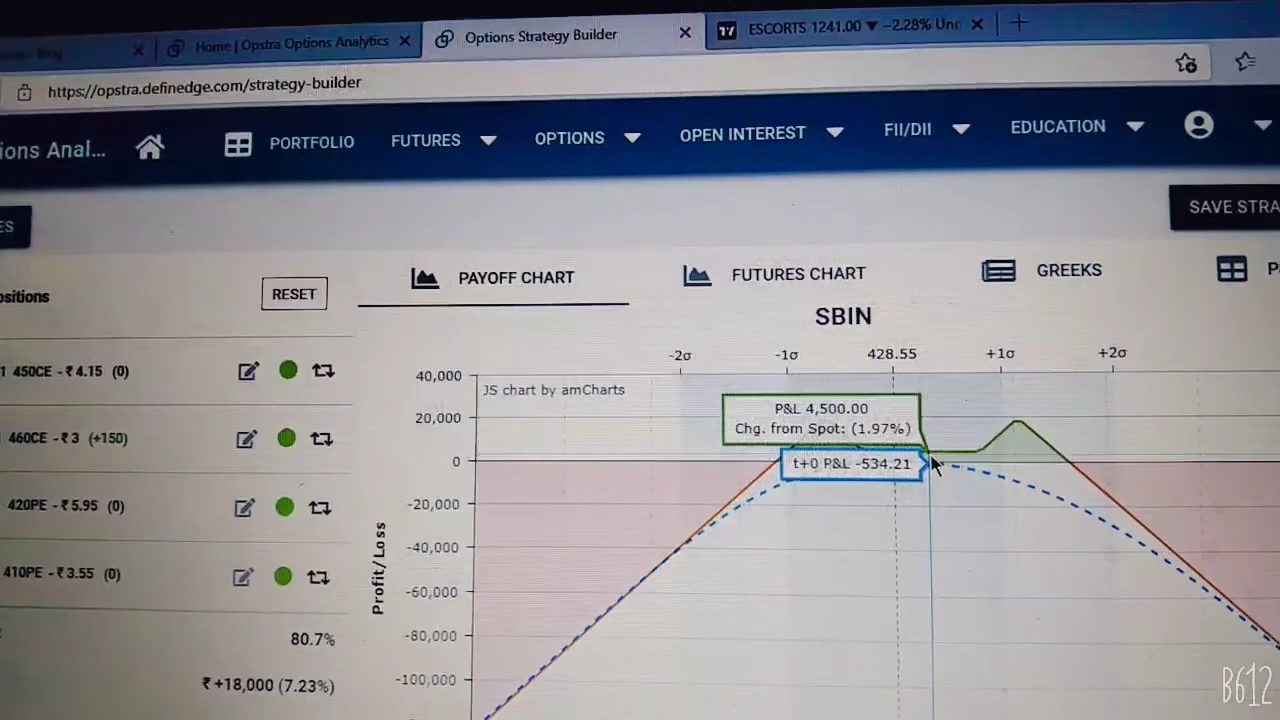 Home | Opstra Options Analytics
Options Strategy Builder
ESCORTS 1241.00 ▼ −2.28% Unr
https://opstra.definedge.com/strategy-builder
ions Anal...
PORTFOLIO
FUTURES
OPTIONS
OPEN INTEREST
FII/DII
EDUCATION
ES
SAVE STRA
ositions
RESET
PAYOFF CHART
FUTURES CHART
GREEKS
P
SBIN
-2σ
-1σ
428.55
+1σ
+2σ
1 450CE - ₹ 4.15 (0)
460CE - ₹ 3 (+150)
420PE - ₹ 5.95 (0)
410PE - ₹ 3.55 (0)
80.7%
₹ +18,000 (7.23%)
JS chart by amCharts
P&L 4,500.00
Chg. from Spot: (1.97%)
t+0 P&L -534.21
40,000
20,000
0
-20,000
-40,000
-60,000
-80,000
-100,000
Profit/Loss
B612